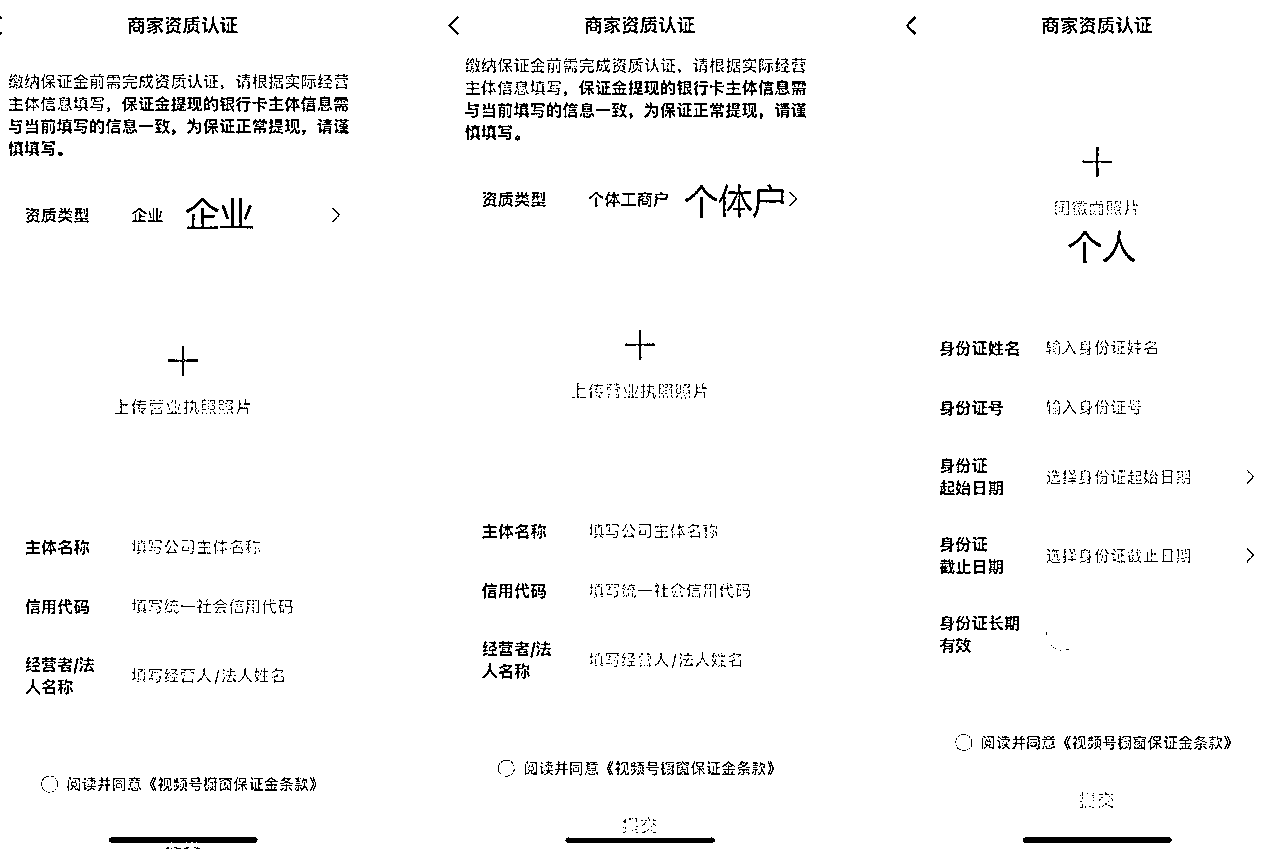 商家资质认证
缴纳保证金前需完成资质认证，请根据实际经营
主体信息填写，保证金提现的银行卡主体信息需
与当前填写的信息一致，为保证正常提现，请谨
慎填写。
资质类型 企业 企业
上传营业执照照片
主体名称 填写公司主体名称
信用代码 填写统一社会信用代码
经营者/法
人名称
填写经营人/法人姓名
阅读并同意《视频号橱窗保证金条款》
商家资质认证
缴纳保证金前需完成资质认证，请根据实际经营
主体信息填写，保证金提现的银行卡主体信息需
与当前填写的信息一致，为保证正常提现，请谨
慎填写。
资质类型 个体工商户 个体户
上传营业执照照片
主体名称 填写公司主体名称
信用代码 填写统一社会信用代码
经营者/法
人名称
填写经营人/法人姓名
阅读并同意《视频号橱窗保证金条款》
提交
商家资质认证
国徽面照片
个人
身份证姓名 输入身份证姓名
身份证号 输入身份证号
身份证
起始日期
选择身份证起始日期
身份证
截止日期
选择身份证截止日期
身份证长期
有效
阅读并同意《视频号橱窗保证金条款》
提交